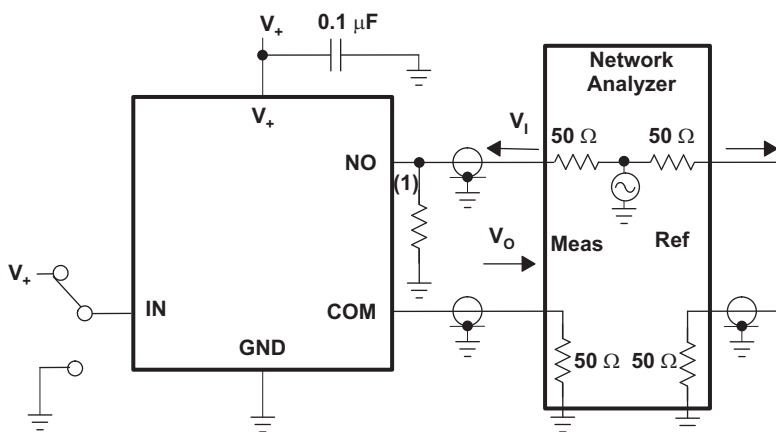 V+
0.1 μF
V+
Network
Analyzer
VI
50 Ω
50 Ω
NO
(1)
VO
Meas
Ref
V+
IN
COM
GND
50 Ω
50 Ω